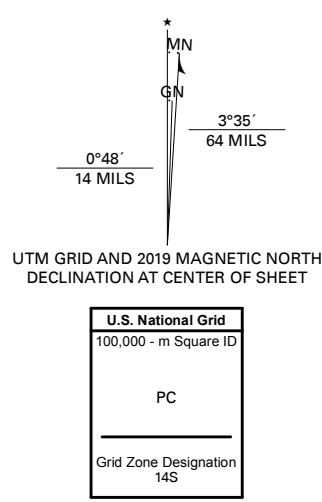 ★
MN
GN
3°35´
64 MILS
0°48´
14 MILS
UTM GRID AND 2019 MAGNETIC NORTH
DECLINATION AT CENTER OF SHEET
U.S. National Grid
100,000 - m Square ID
PC
Grid Zone Designation
14S